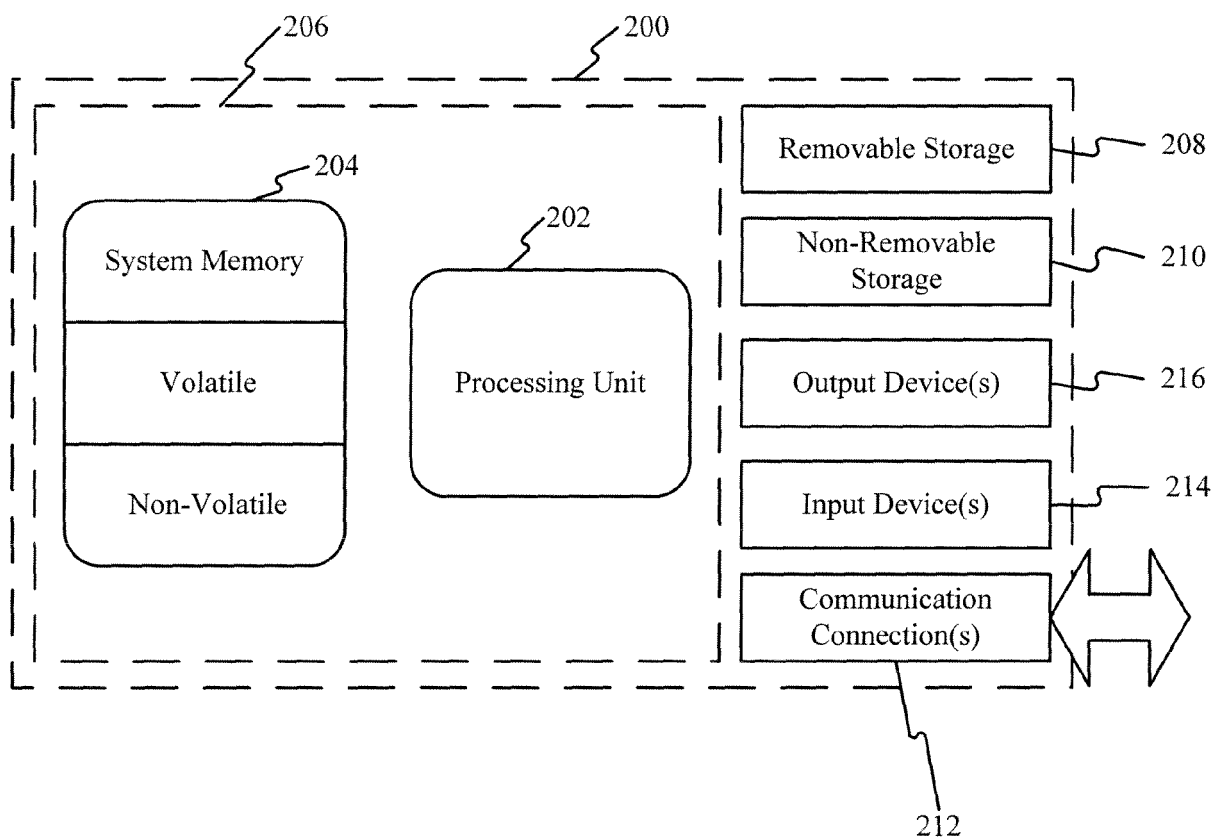 206
200
Removable Storage
208
204
System Memory
Volatile
Non-Volatile
202
Processing Unit
Non-Removable
Storage
210
Output Device(s)
216
Input Device(s)
214
Communication
Connection(s)
212